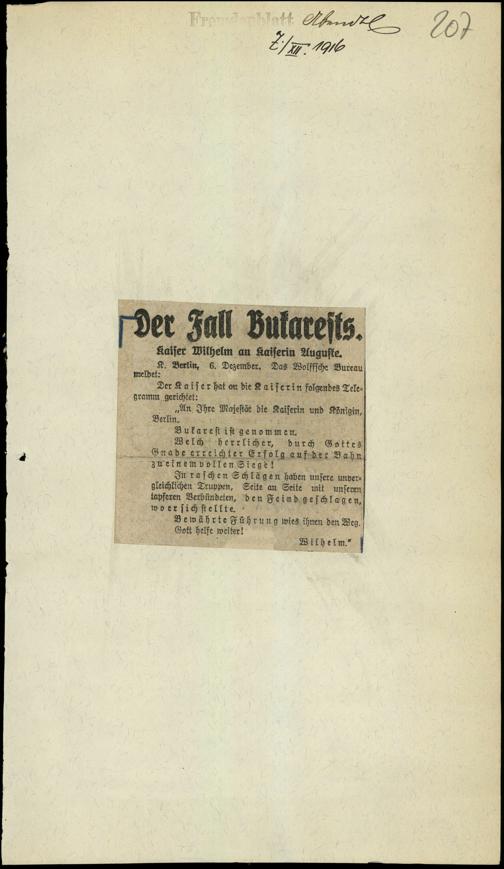 Fremdenblatt Abendbl
207
7./XII. 1916
Der Fall Bukarests.
Kaiser Wilhelm an Kaiserin Auguste.
K. Berlin, 6. Dezember. Das Wolffsche Bureau
meldet:
Der Kaiser hat an die Kaiserin folgendes Tele-
gramm gerichtet:
„An Ihre Majestät die Kaiserin und Königin,
Berlin.
Bukarest ist genommen.
Welch herrlicher, durch Gottes
Gnade erreichter Erfolg auf der Bahn
zu einem vollen Siege!
In raschen Schlägen haben unsere unver-
gleichlichen Truppen, Seite an Seite mit unseren
tapferen Verbündeten, den Feind geschlagen,
wo er sich stellte.
Bewährte Führung wies ihnen den Weg.
Gott helfe weiter!
Wilhelm.“